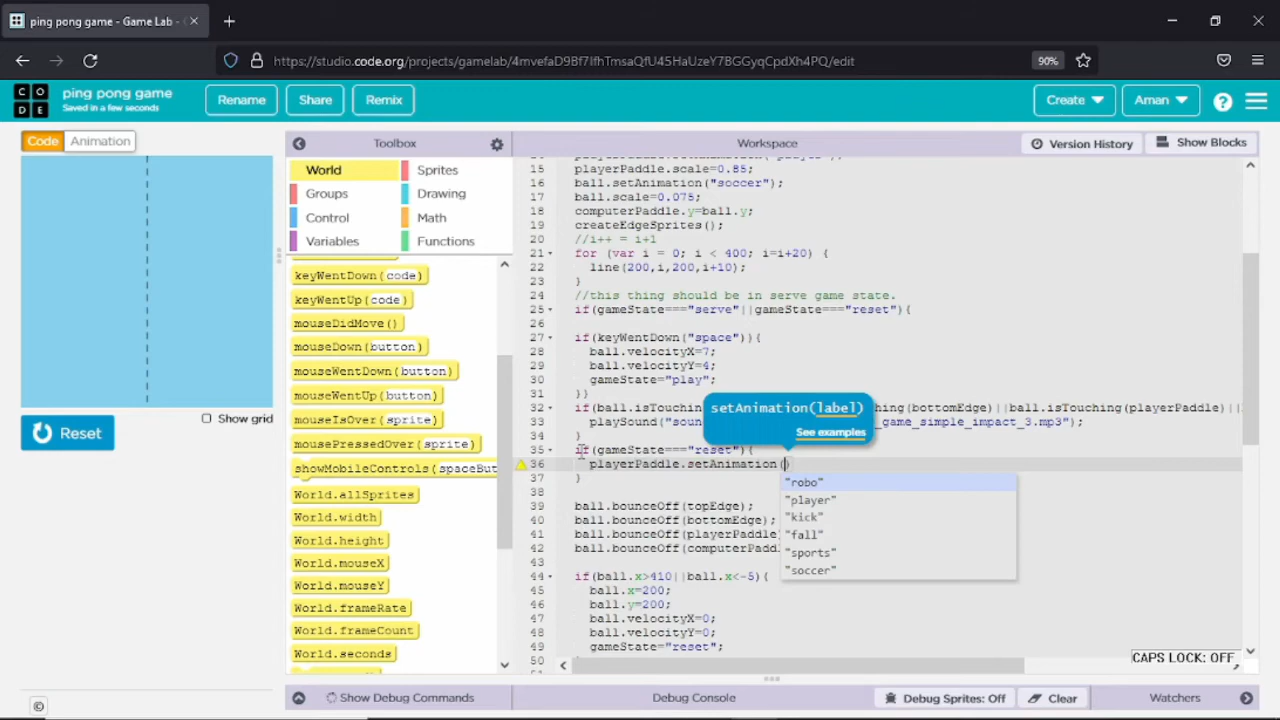 ping pong game - Game Lab -
https://studio.code.org/projects/gamelab/4mvefaD9Bf7IfhTmsaQfU45HaUzeY7BGGyqCpdXh4PQ/edit
90%
CODE
ping pong game
Saved in a few seconds
Rename
Share
Remix
Create
Aman
?
Code
Animation
Toolbox
Workspace
Version History
Show Blocks
World
Sprites
Groups
Drawing
Control
Math
Variables
Functions
keyWentDown(code)
keyWentUp(code)
mouseDidMove()
mouseDown(button)
mouseWentDown(button)
mouseWentUp(button)
mouseIsOver(sprite)
mousePressedOver(sprite)
showMobileControls(spaceBut
World.allSprites
World.width
World.height
World.mouseX
World.mouseY
World.frameRate
World.frameCount
World.seconds
Reset
Show grid
15 playerPaddle.scale=0.85;
16 ball.setAnimation("soccer");
17 ball.scale=0.075;
18 computerPaddle.y=ball.y;
19 createEdgeSprites();
20 //i++ = i+1
21 for (var i = 0; i < 400; i=i+20) {
22 line(200,i,200,i+10);
23 }
24 //this thing should be in serve game state.
25 if(gameState==="serve"||gameState==="reset"){
26
27 if(keyWentDown("space")){
28 ball.velocityX=7;
29 ball.velocityY=4;
30 gameState="play";
31 }}
32 if(ball.isTouching hing(bottomEdge)||ball.isTouching(playerPaddle)||
33 playSound("soun _game_simple_impact_3.mp3");
34 }
35 if(gameState==="reset"){
36 playerPaddle.setAnimation()
37 }
38
39 ball.bounceOff(topEdge);
40 ball.bounceOff(bottomEdge);
41 ball.bounceOff(playerPaddle
42 ball.bounceOff(computerPadd
43
44 if(ball.x>410||ball.x<-5){
45 ball.x=200;
46 ball.y=200;
47 ball.velocityX=0;
48 ball.velocityY=0;
49 gameState="reset";
50
setAnimation(label)
See examples
"robo"
"player"
"kick"
"fall"
"sports"
"soccer"
CAPS LOCK: OFF
©
Show Debug Commands
Debug Console
Debug Sprites: Off
Clear
Watchers